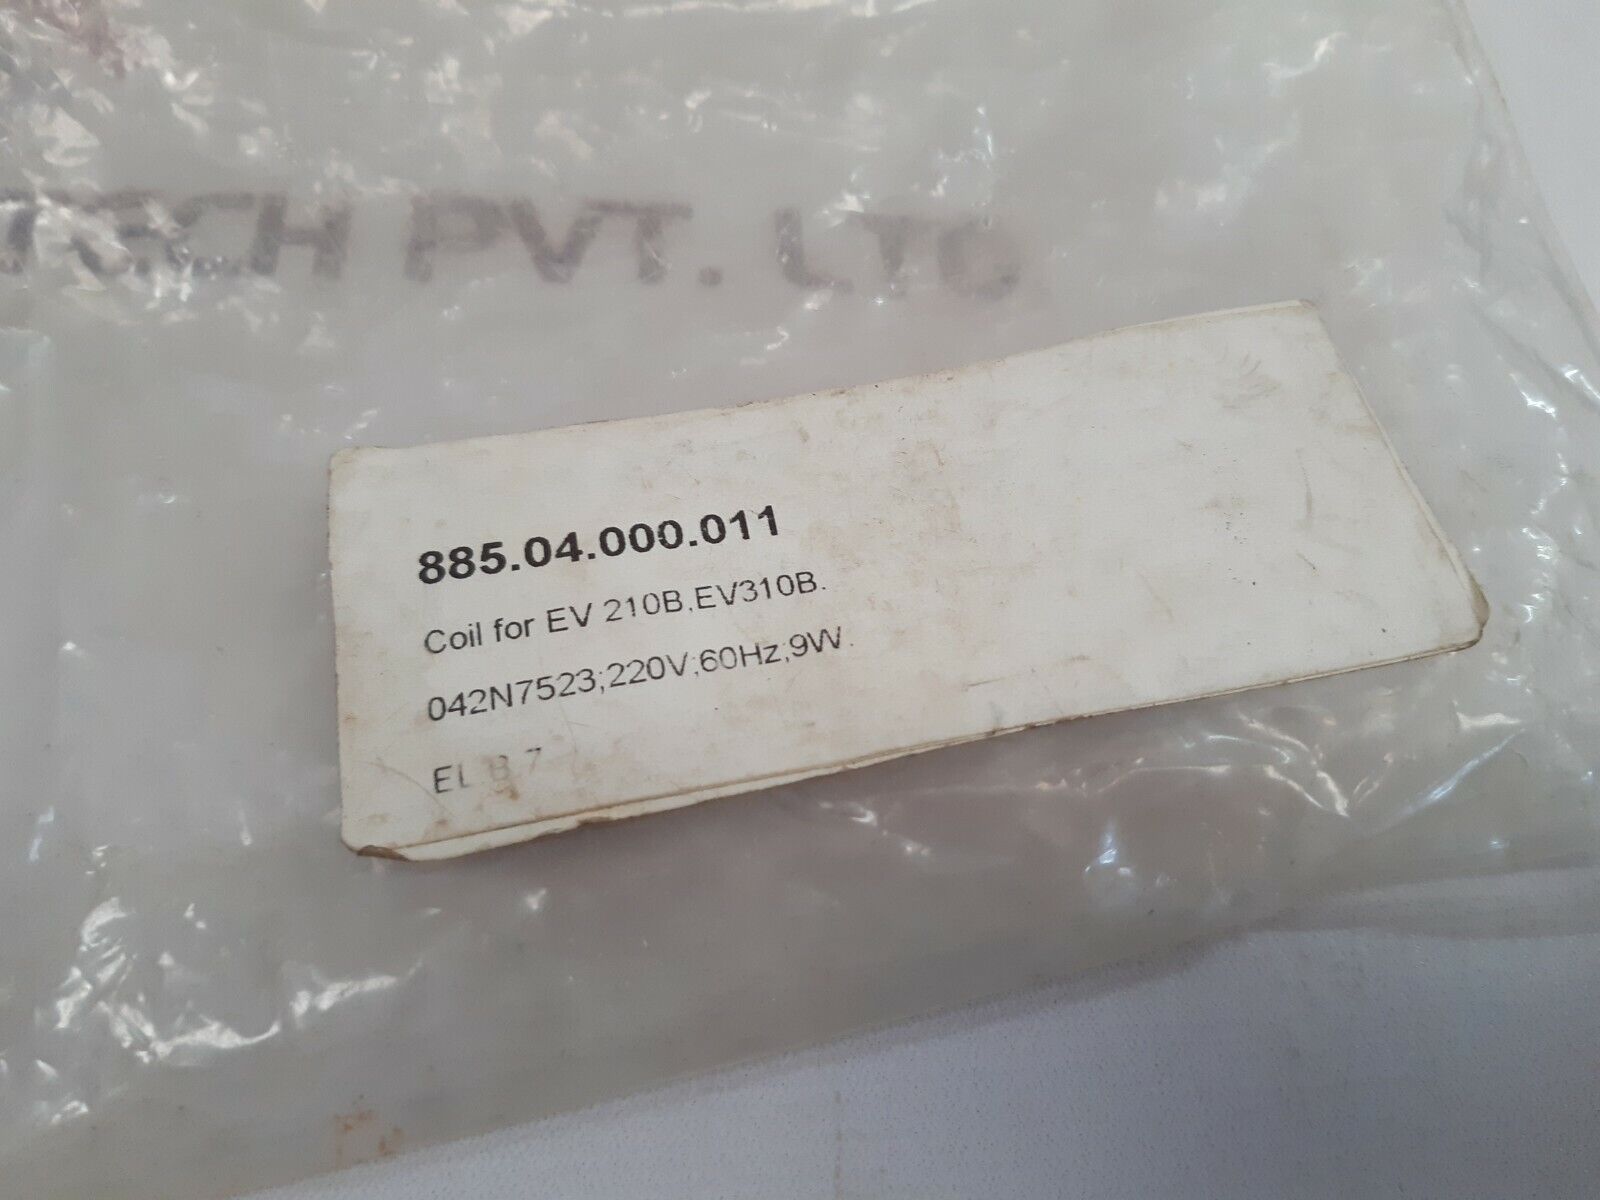 TECH PVT. LTD
885.04.000.011
Coil for EV 210B,EV310B.
042N7523;220V;60Hz;9W.